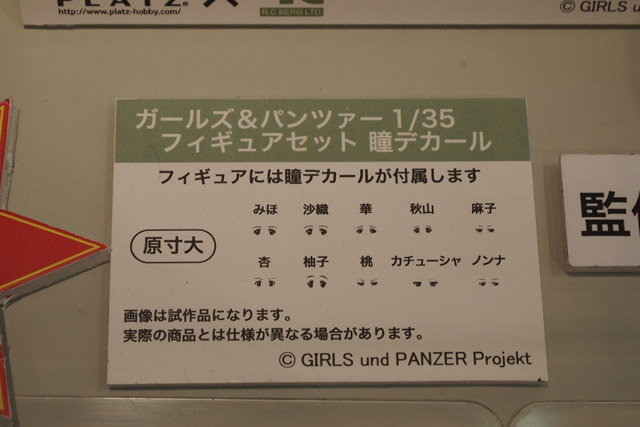 PLATZ
http://www.platz-hobby.com/
R.C BERG LTD
© GIRLS u
ガールズ&パンツァー 1/35
フィギュアセット 瞳デカール
フィギュアには瞳デカールが付属します
みほ 沙織 華 秋山 麻子
原寸大
杏 柚子 桃 カチューシャ ノンナ
画像は試作品になります。
実際の商品とは仕様が異なる場合があります。
© GIRLS und PANZER Projekt
監